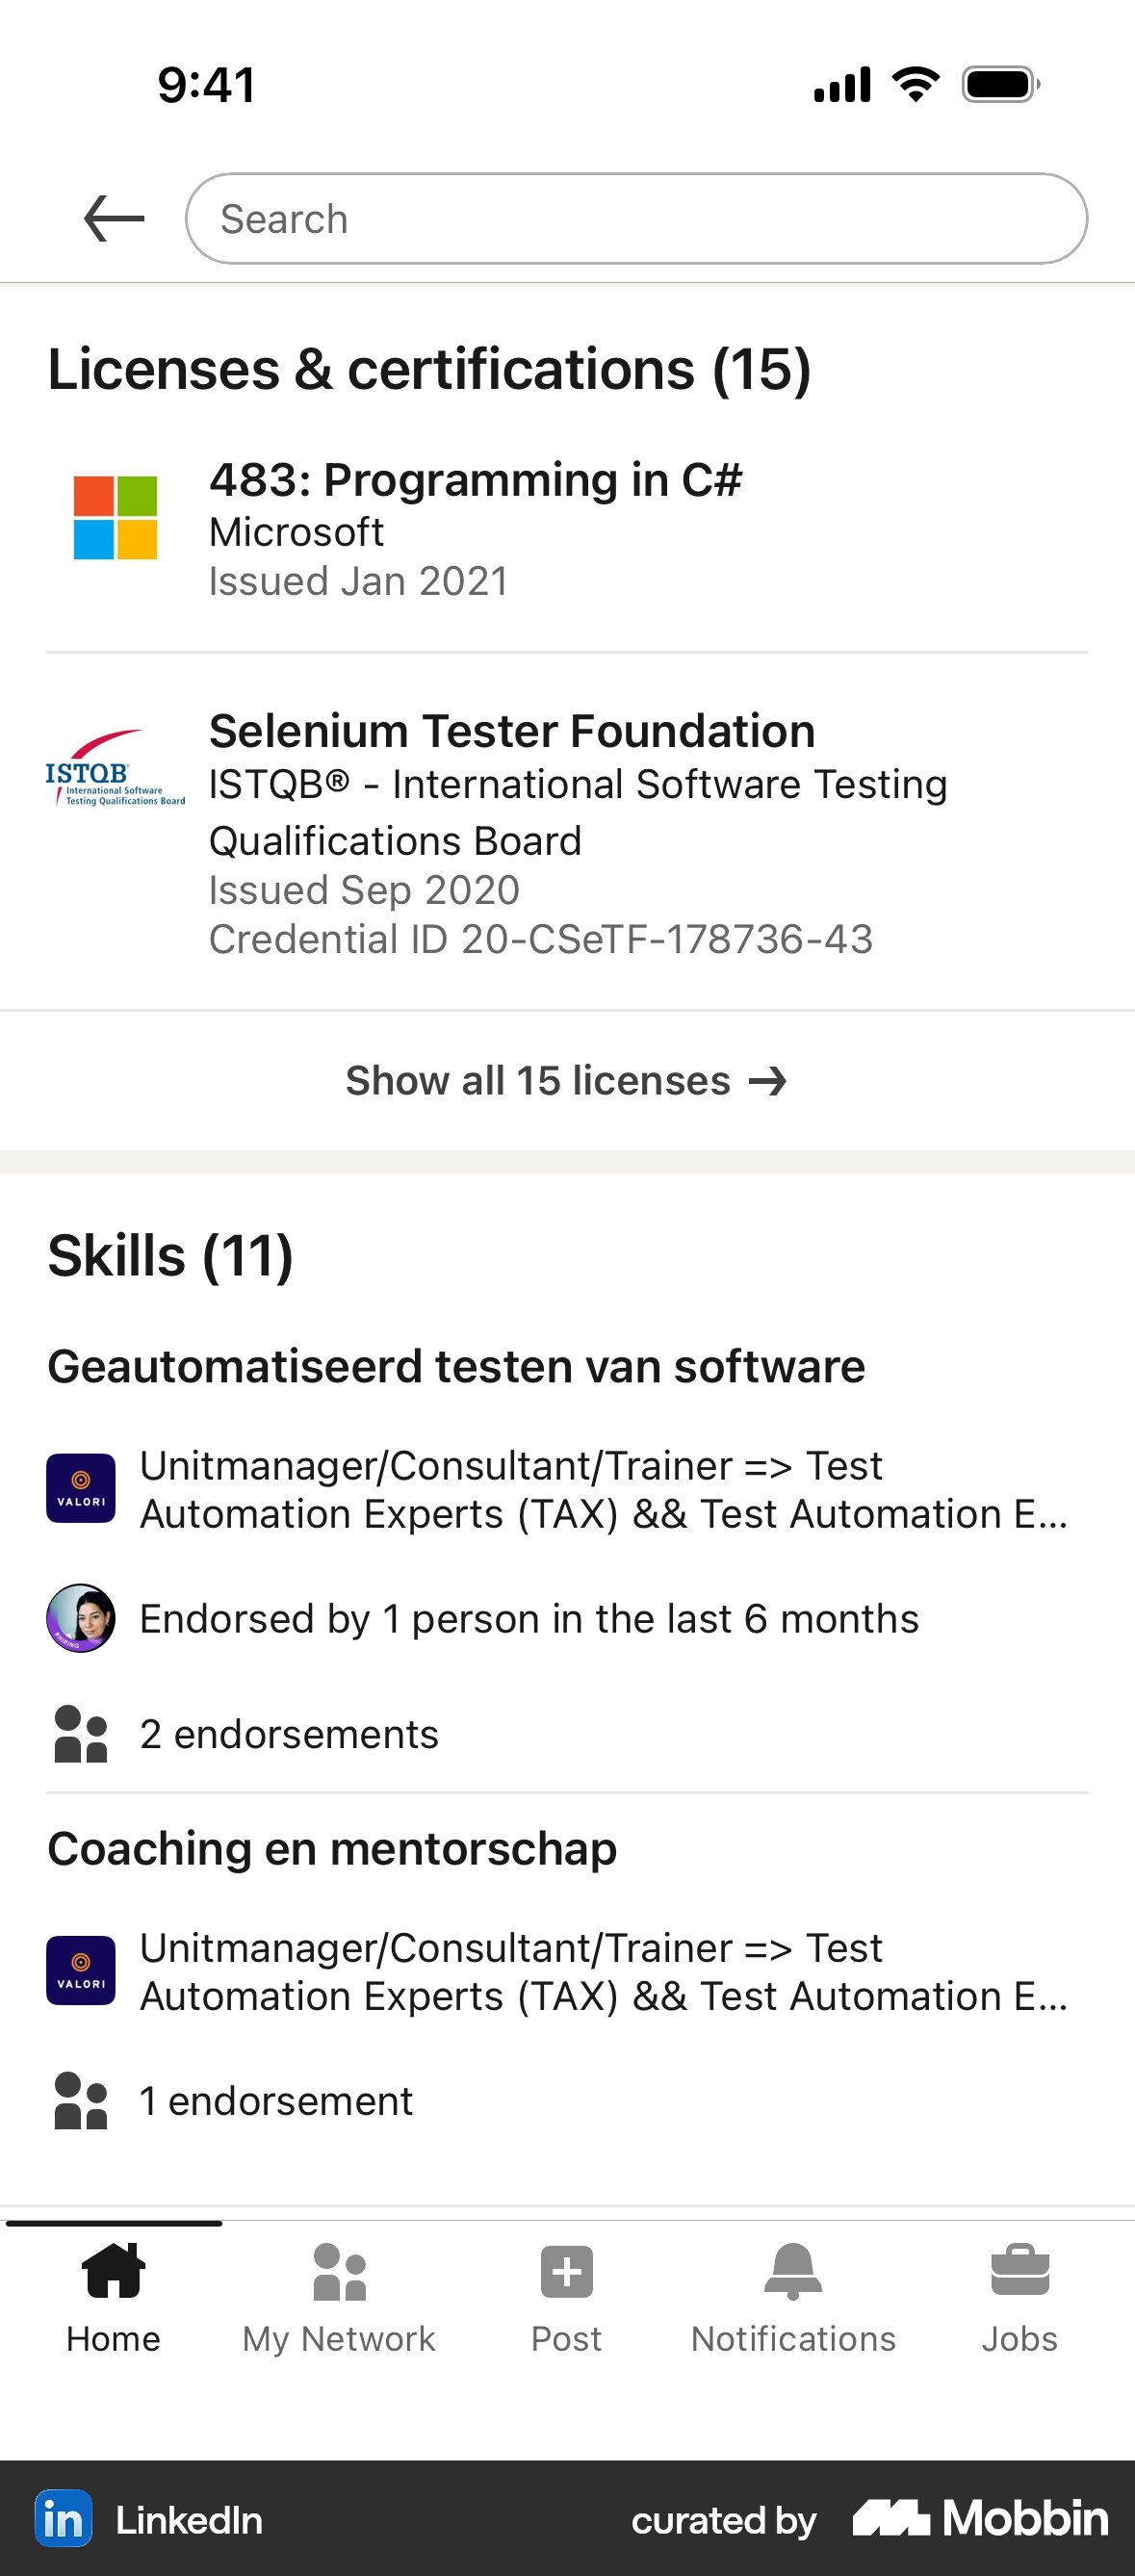 9:41
Search
Licenses & certifications (15)
483: Programming in C#
Microsoft
Issued Jan 2021
Selenium Tester Foundation
ISTQB
International Software
Testing Qualifications Board
ISTQB® - International Software Testing
Qualifications Board
Issued Sep 2020
Credential ID 20-CSeTF-178736-43
Show all 15 licenses →
Skills (11)
Geautomatiseerd testen van software
VALORI
Unitmanager/Consultant/Trainer => Test
Automation Experts (TAX) && Test Automation E...
#HIRING
Endorsed by 1 person in the last 6 months
2 endorsements
Coaching en mentorschap
VALORI
Unitmanager/Consultant/Trainer => Test
Automation Experts (TAX) && Test Automation E...
1 endorsement
Home
My Network
Post
Notifications
Jobs
in LinkedIn
curated by Mobbin